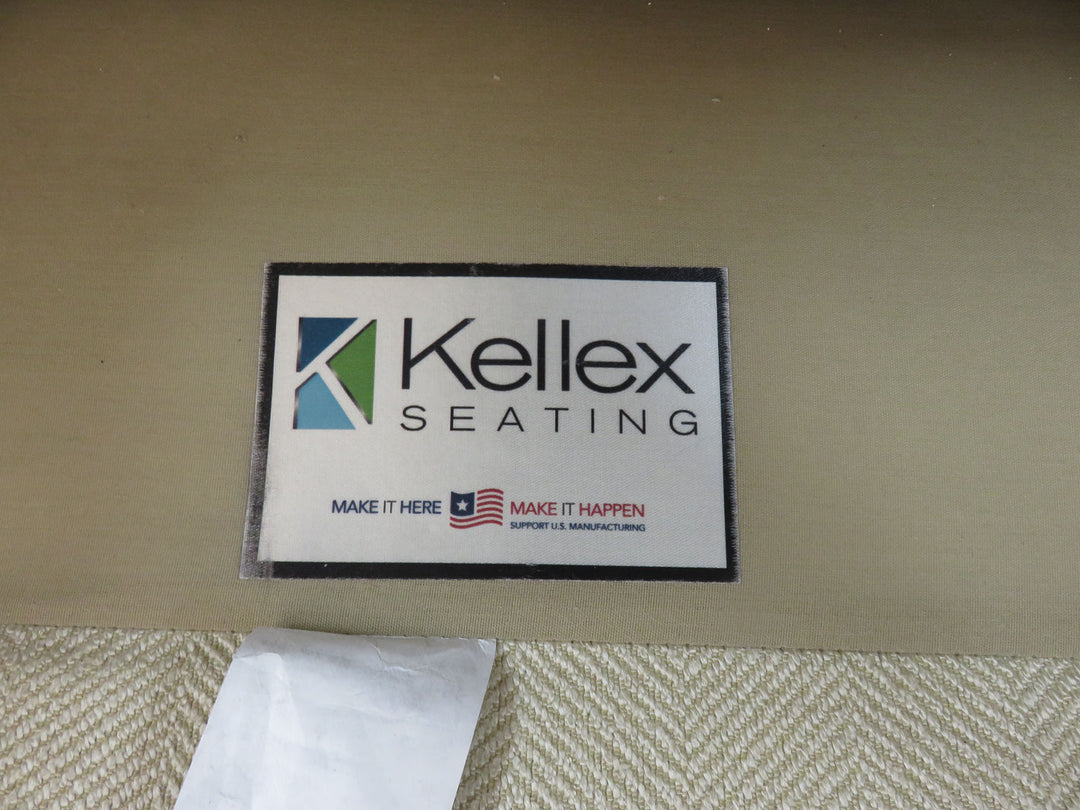 Kellex
SEATING
MAKE IT HERE MAKE IT HAPPEN
SUPPORT U.S. MANUFACTURING